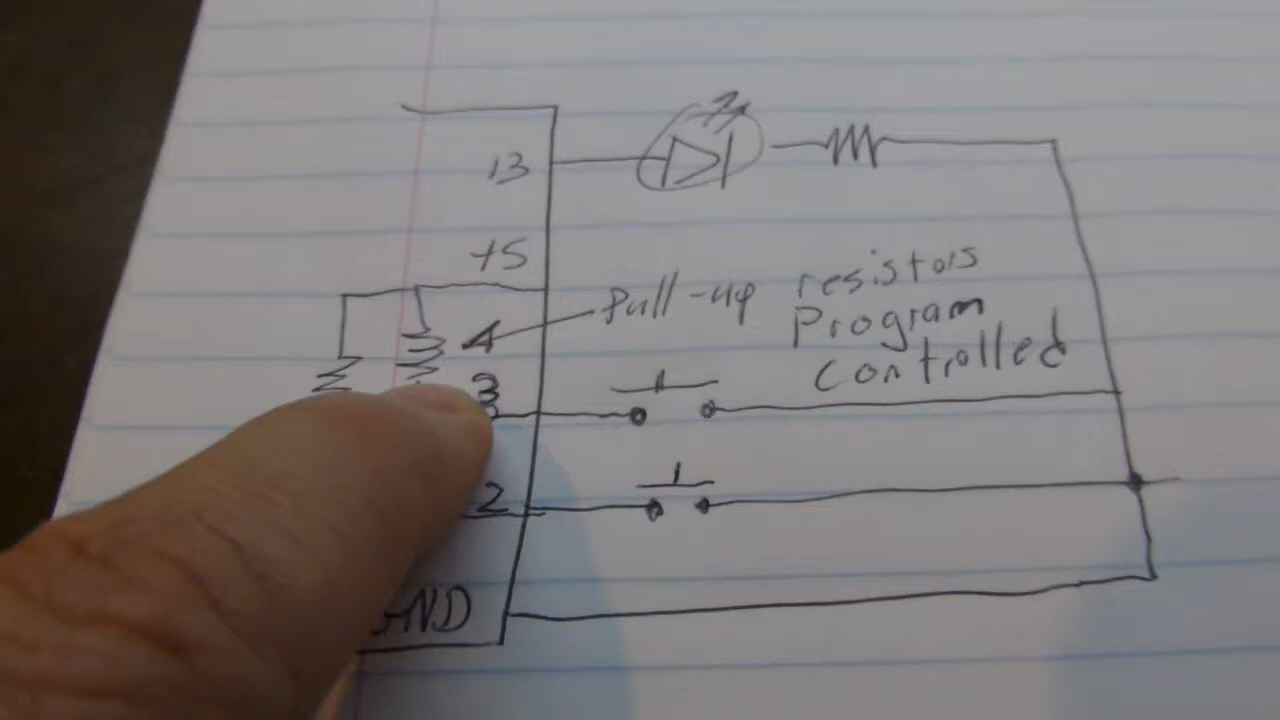 13
+5
Pull-up resistors
Program
controlled
4
3
2
GND